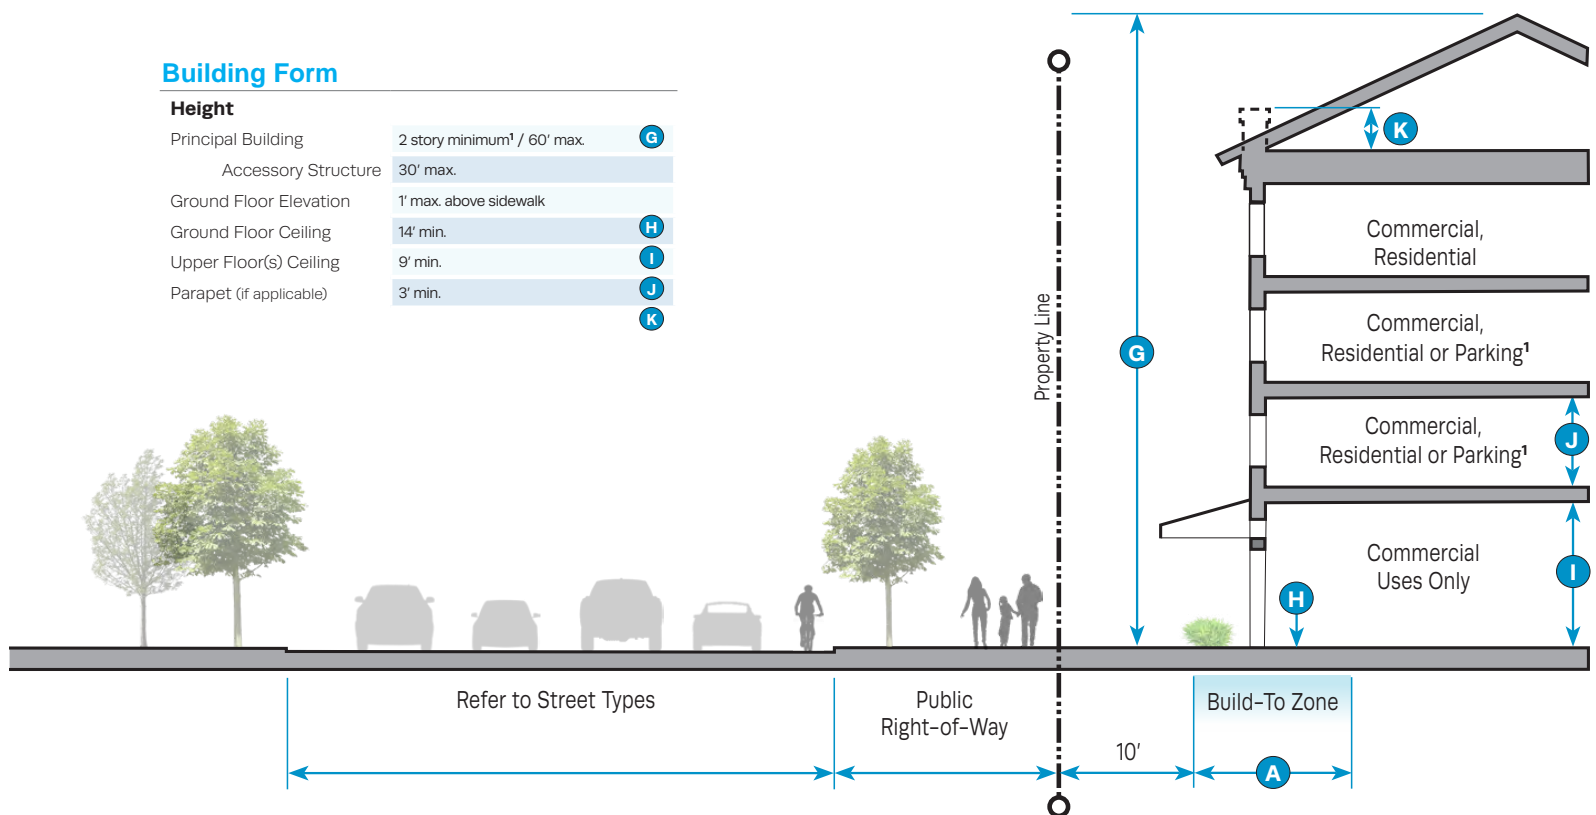 Building Form
Height
Principal Building 2 story minimum¹ / 60' max. G
Accessory Structure 30' max.
Ground Floor Elevation 1' max. above sidewalk
Ground Floor Ceiling 14' min. H
Upper Floor(s) Ceiling 9' min. I
Parapet (if applicable) 3' min. J
K
K
Commercial,
Residential
Property Line
G
Commercial,
Residential or Parking¹
Commercial,
Residential or Parking¹
J
Commercial
Uses Only
I
H
Refer to Street Types
Public
Right-of-Way
Build-To Zone
10'
A